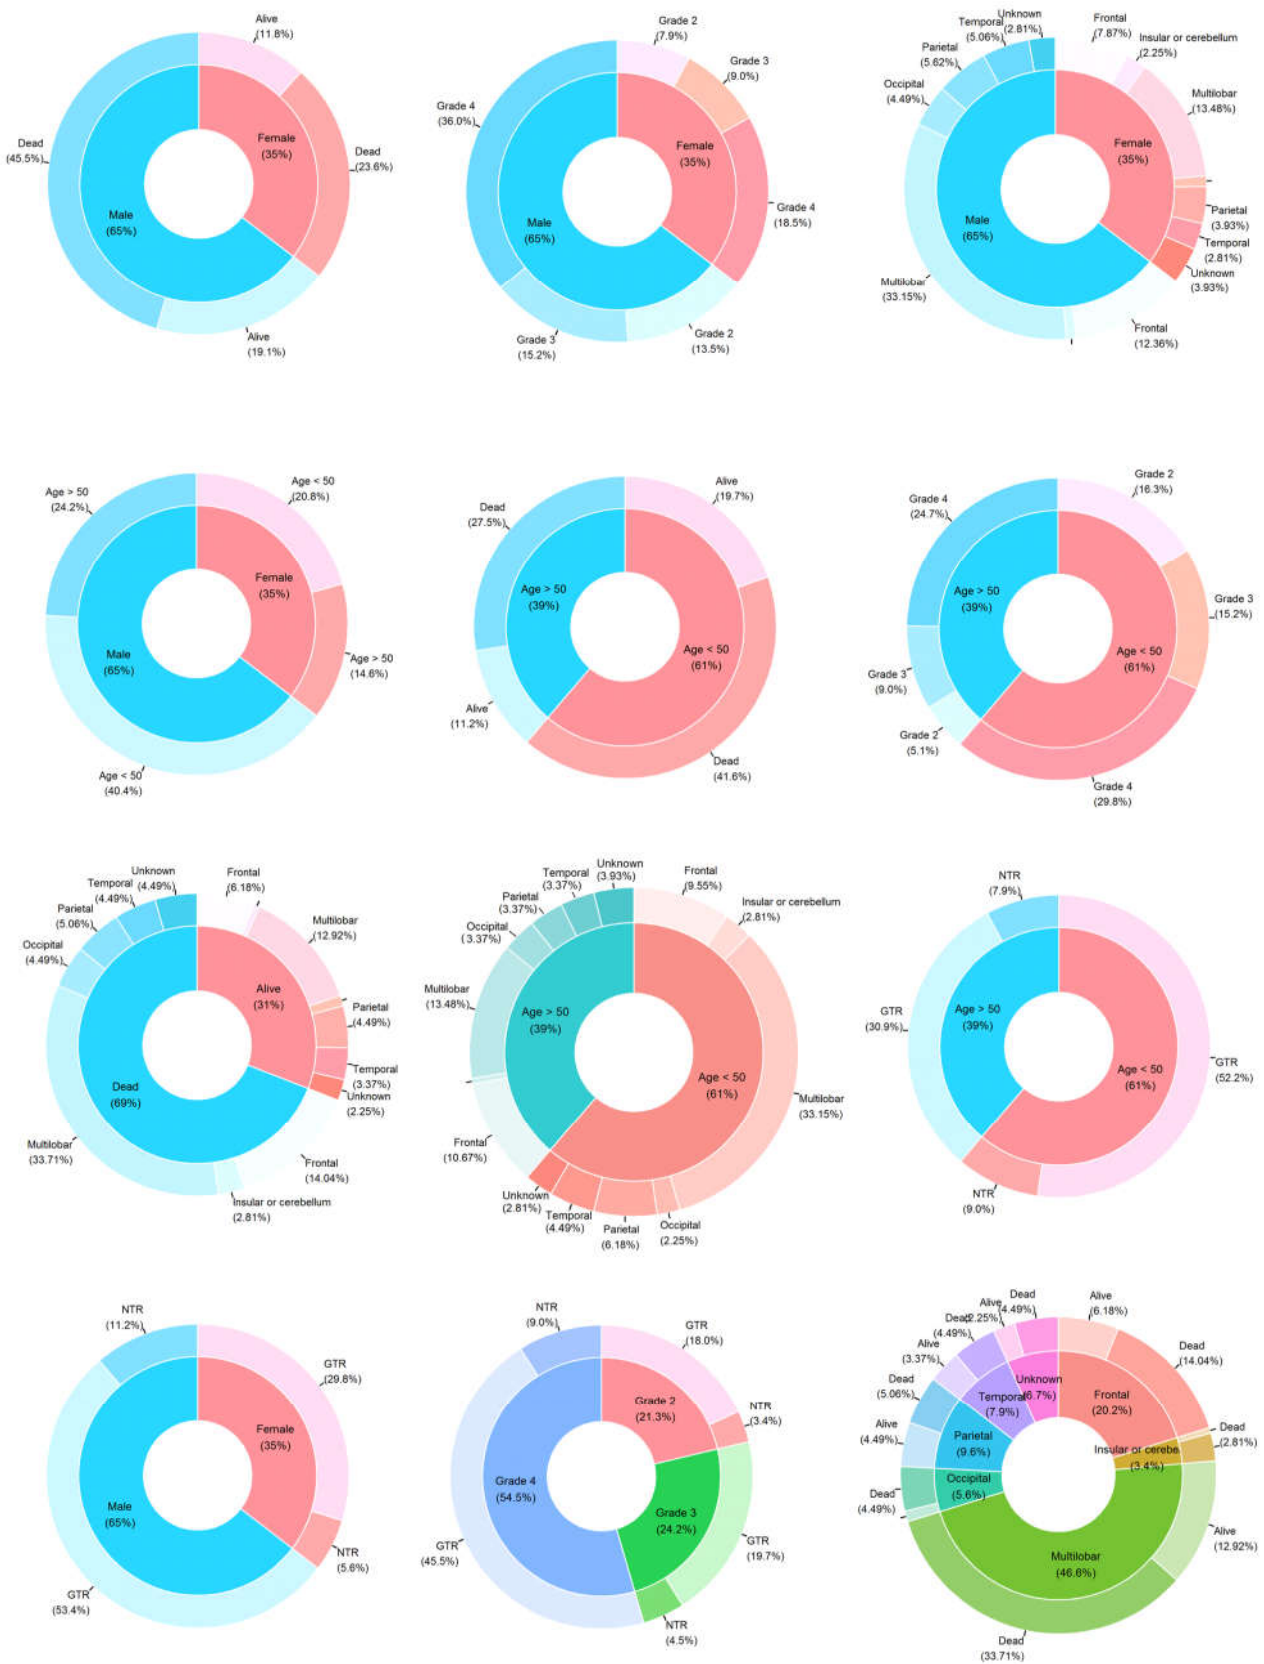 Alive
(11.8%)
Female
(35%)
Dead
(23.6%)
Dead
(45.5%)
Male
(65%)
Alive
(19.1%)
Grade 2
(7.9%)
Grade 3
(9.0%)
Grade 4
(36.0%)
Female
(35%)
Grade 4
(18.5%)
Male
(65%)
Grade 3
(15.2%)
Grade 2
(13.5%)
Unknown
(2.81%)
Temporal
(5.06%)
Frontal
(7.87%)
Insular or cerebellum
(2.25%)
Parietal
(5.62%)
Occipital
(4.49%)
Multilobar
(13.48%)
Female
(35%)
Male
(65%)
Parietal
(3.93%)
Temporal
(2.81%)
Unknown
(3.93%)
Multilobar
(33.15%)
Frontal
(12.36%)
Age > 50
(24.2%)
Age < 50
(20.8%)
Female
(35%)
Male
(65%)
Age > 50
(14.6%)
Age < 50
(40.4%)
Dead
(27.5%)
Alive
(19.7%)
Age > 50
(39%)
Age < 50
(61%)
Alive
(11.2%)
Dead
(41.6%)
Grade 4
(24.7%)
Grade 2
(16.3%)
Age > 50
(39%)
Grade 3
(15.2%)
Age < 50
(61%)
Grade 3
(9.0%)
Grade 2
(5.1%)
Grade 4
(29.8%)
Unknown
(4.49%)
Temporal
(4.49%)
Frontal
(6.18%)
Parietal
(5.06%)
Multilobar
(12.92%)
Occipital
(4.49%)
Alive
(31%)
Parietal
(4.49%)
Temporal
(3.37%)
Unknown
(2.25%)
Dead
(69%)
Multilobar
(33.71%)
Frontal
(14.04%)
Insular or cerebellum
(2.81%)
Unknown
(3.93%)
Temporal
(3.37%)
Frontal
(9.55%)
Parietal
(3.37%)
Insular or cerebellum
(2.81%)
Occipital
(3.37%)
Multilobar
(13.48%)
Age > 50
(39%)
Age < 50
(61%)
Multilobar
(33.15%)
Frontal
(10.67%)
Unknown
(2.81%)
Temporal
(4.49%)
Parietal
(6.18%)
Occipital
(2.25%)
NTR
(7.9%)
GTR
(30.9%)
Age > 50
(39%)
Age < 50
(61%)
GTR
(52.2%)
NTR
(9.0%)
NTR
(11.2%)
GTR
(29.8%)
Female
(35%)
Male
(65%)
NTR
(5.6%)
GTR
(53.4%)
NTR
(9.0%)
GTR
(18.0%)
Grade 2
(21.3%)
NTR
(3.4%)
Grade 4
(54.5%)
Grade 3
(24.2%)
GTR
(45.5%)
GTR
(19.7%)
NTR
(4.5%)
Dead
(4.49%)
Alive
(2.25%)
Alive
(6.18%)
Dead
(4.49%)
Dead
(14.04%)
Alive
(3.37%)
Dead
(5.06%)
Unknown
(6.7%)
Temporal
(7.9%)
Frontal
(20.2%)
Alive
(4.49%)
Parietal
(9.6%)
Dead
(2.81%)
Insular or cerebe
(3.4%)
Occipital
(5.6%)
Dead
(4.49%)
Alive
(12.92%)
Multilobar
(46.6%)
Dead
(33.71%)